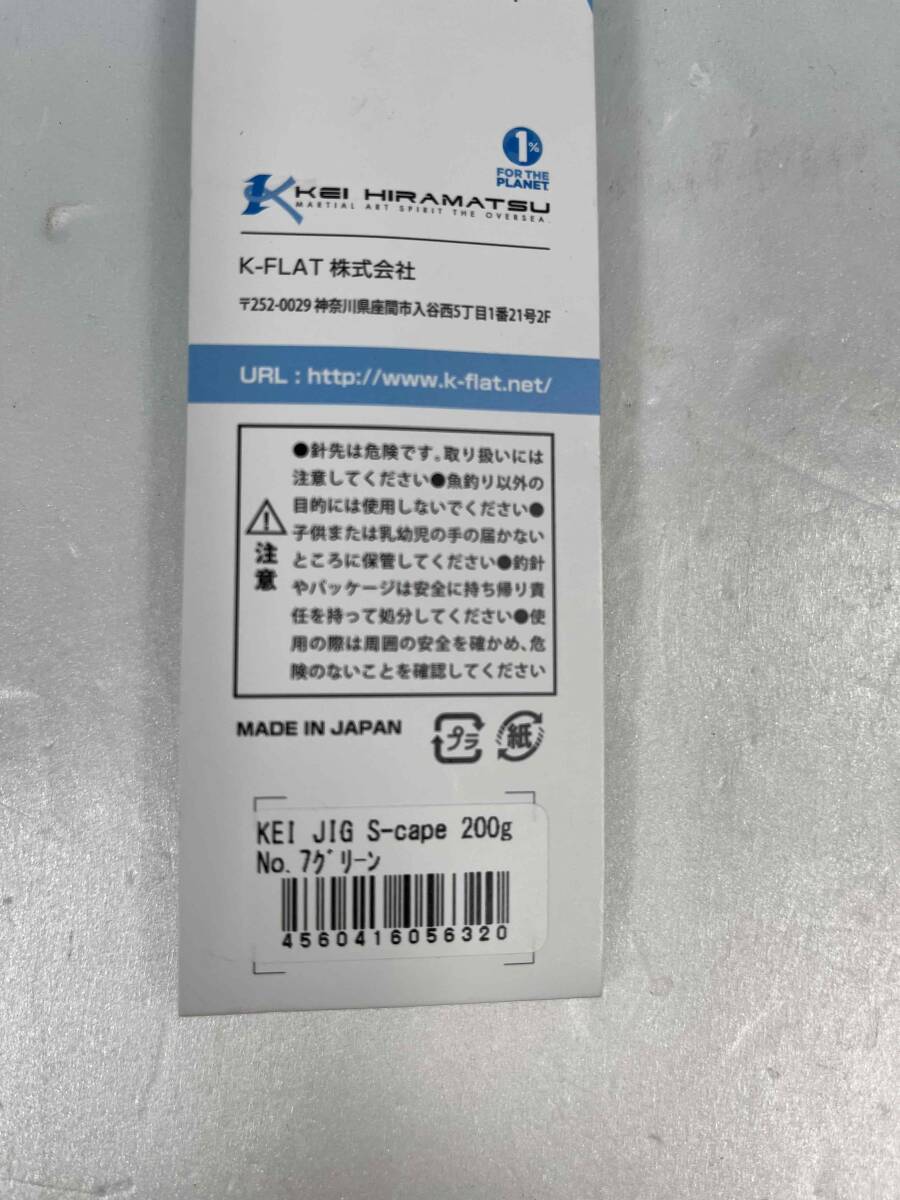 1%
FOR THE
PLANET
KEI HIRAMATSU
MARTIAL ART SPIRIT THE OVERSEA.
K-FLAT 株式会社
〒252-0029 神奈川県座間市入谷西5丁目1番21号2F
URL : http://www.k-flat.net/
●針先は危険です。取り扱いには
注意してください●魚釣り以外の
目的には使用しないでください●
子供または乳幼児の手の届かない
ところに保管してください●釣針
やパッケージは安全に持ち帰り責
任を持って処分してください●使
用の際は周囲の安全を確かめ、危
険のないことを確認してください
注意
MADE IN JAPAN
プラ
紙
KEI JIG S-cape 200g
No. 7ｸﾞﾘｰﾝ
4560416056320